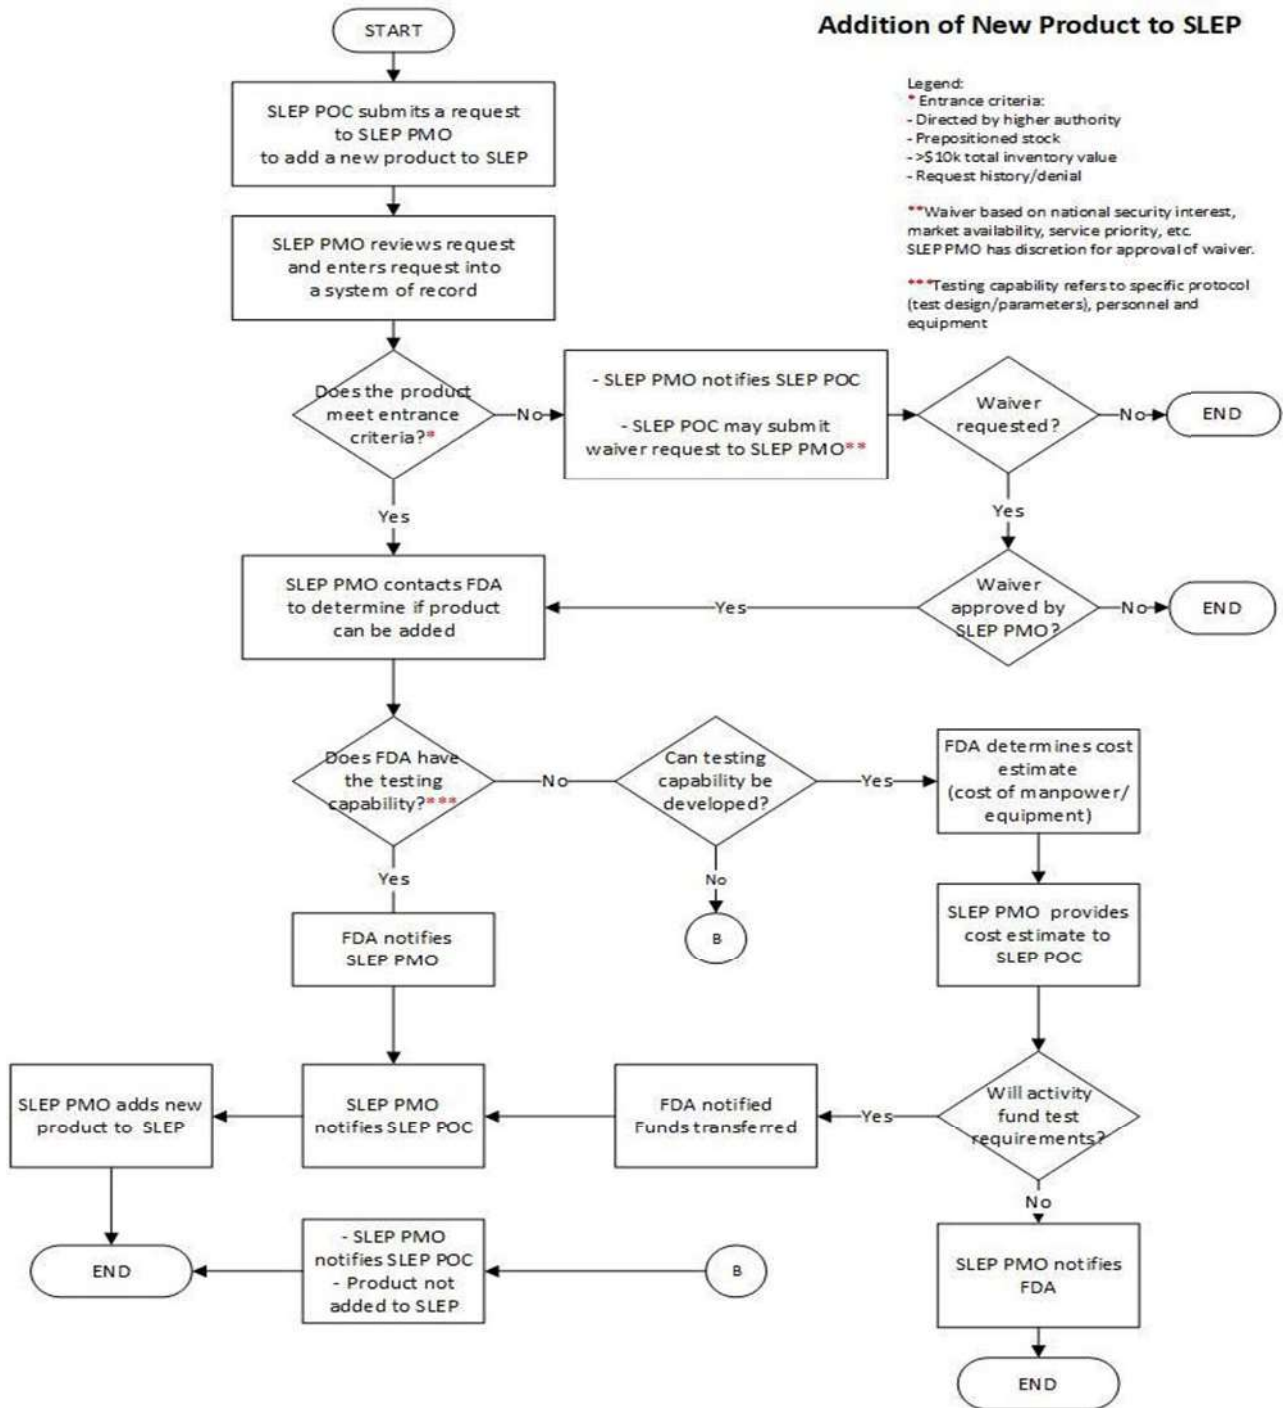 Addition of New Product to SLEP
START
Legend:
* Entrance criteria:
- Directed by higher authority
- Prepositioned stock
- >$10k total inventory value
- Request history/denial
**Waiver based on national security interest,
market availability, service priority, etc.
SLEP PMO has discretion for approval of waiver.
***Testing capability refers to specific protocol
(test design/parameters), personnel and
equipment
SLEP POC submits a request
to SLEP PMO
to add a new product to SLEP
SLEP PMO reviews request
and enters request into
a system of record
Does the product
meet entrance
criteria?*
No
- SLEP PMO notifies SLEP POC
- SLEP POC may submit
waiver request to SLEP PMO**
Waiver
requested?
No
END
Yes
Yes
SLEP PMO contacts FDA
to determine if product
can be added
Yes
Waiver
approved by
SLEP PMO?
No
END
Does FDA have
the testing
capability?***
No
Can testing
capability be
developed?
Yes
FDA determines cost
estimate
(cost of manpower/
equipment)
Yes
No
FDA notifies
SLEP PMO
B
SLEP PMO provides
cost estimate to
SLEP POC
SLEP PMO adds new
product to SLEP
SLEP PMO
notifies SLEP POC
FDA notified
Funds transferred
Yes
Will activity
fund test
requirements?
No
END
- SLEP PMO
notifies SLEP POC
- Product not
added to SLEP
B
SLEP PMO notifies
FDA
END